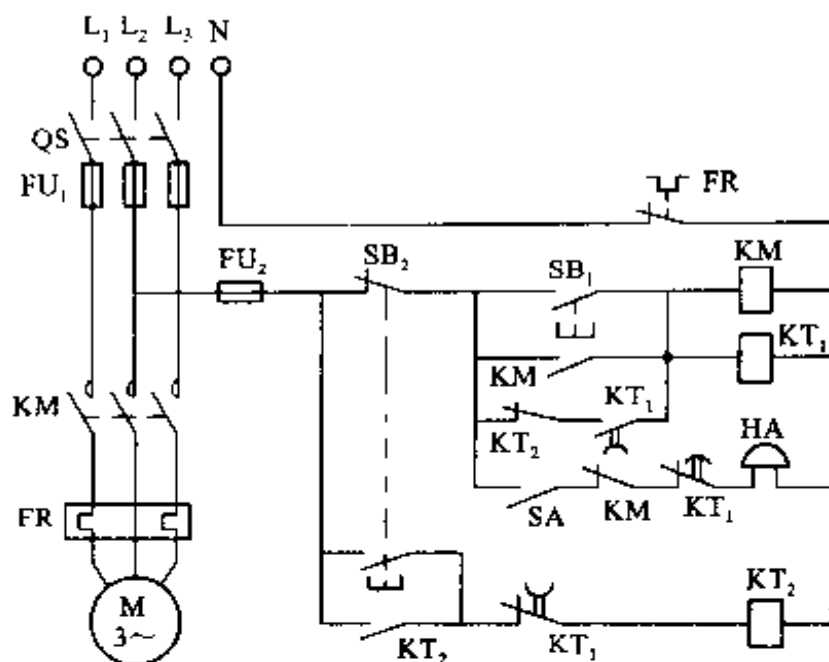 L₁ L₂ L₃ N
QS
FU₁
FR
FU₂
SB₂
SB₁
KM
KT₁
KM
KM
KT₂
KT₁
HA
SA
KM
KT₁
FR
M
3～
KT₂
KT₁
KT₂